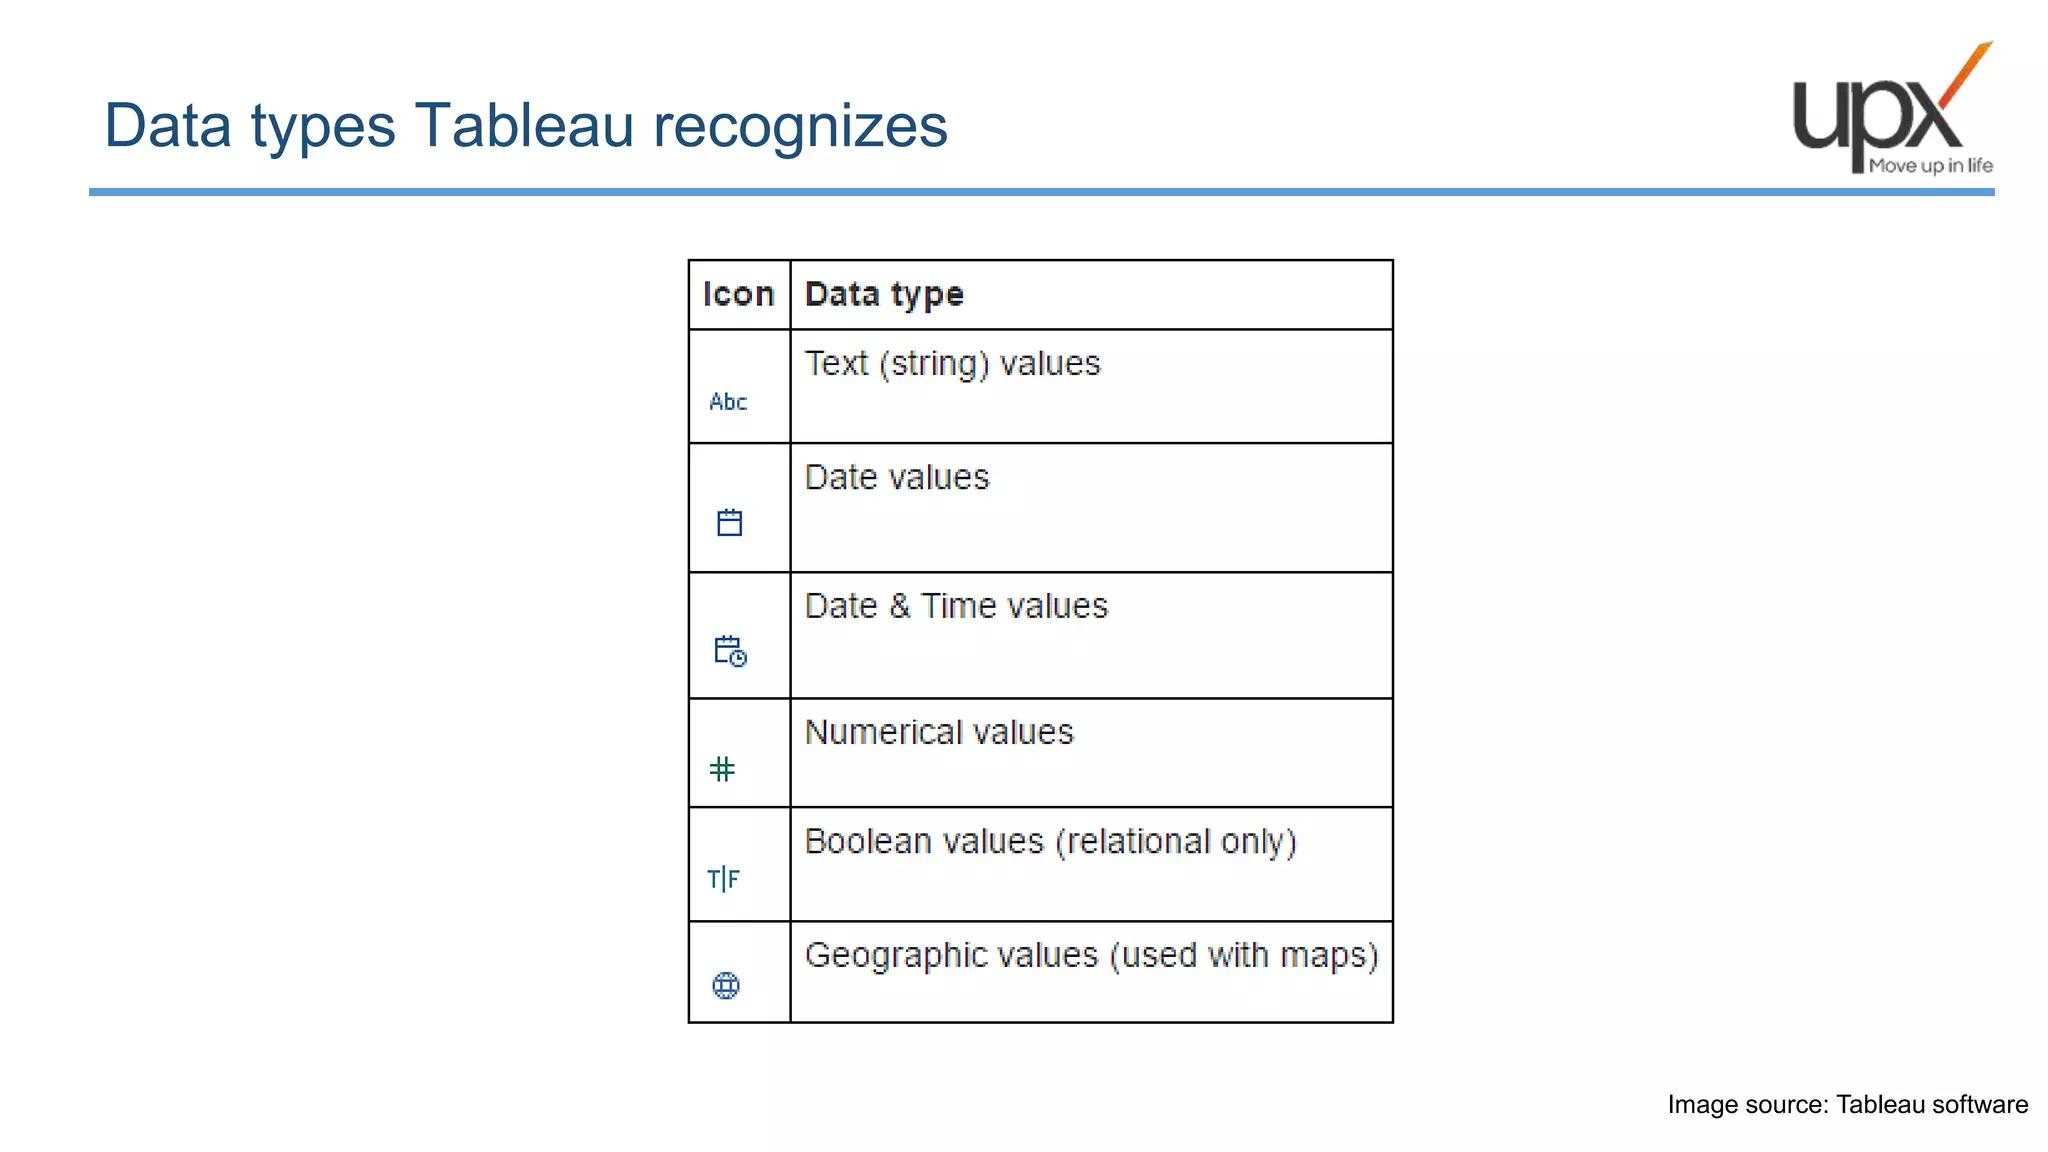 Data types Tableau recognizes
upx
Move up in life
Icon Data type
Text (string) values
Abc
Date values
Date & Time values
Numerical values
#
Boolean values (relational only)
T|F
Geographic values (used with maps)
Image source: Tableau software